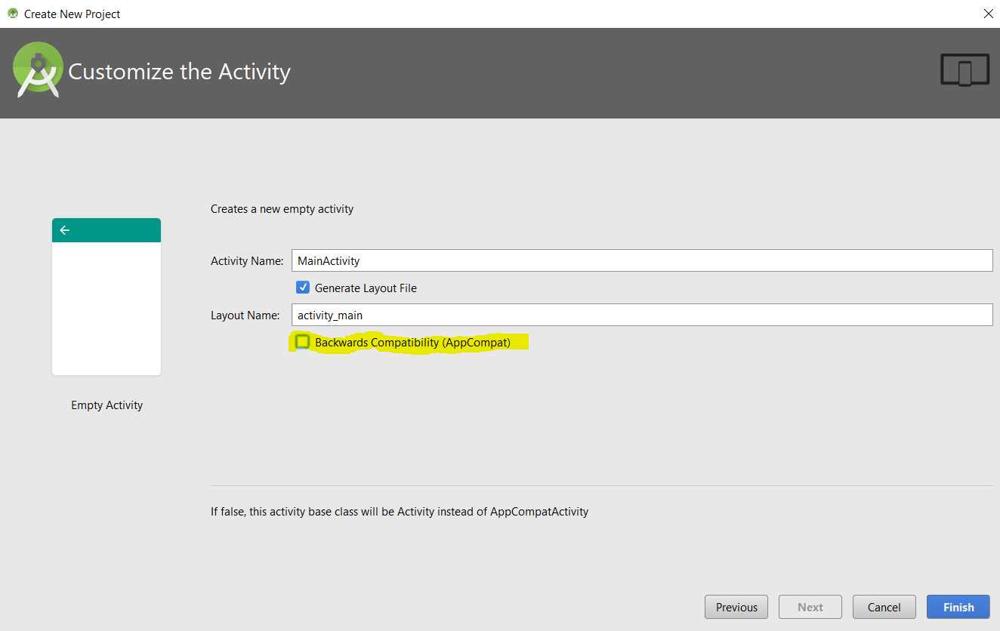 Create New Project
Customize the Activity
Creates a new empty activity
Activity Name: MainActivity
Generate Layout File
Layout Name: activity_main
Backwards Compatibility (AppCompat)
Empty Activity
If false, this activity base class will be Activity instead of AppCompatActivity
Previous Next Cancel Finish